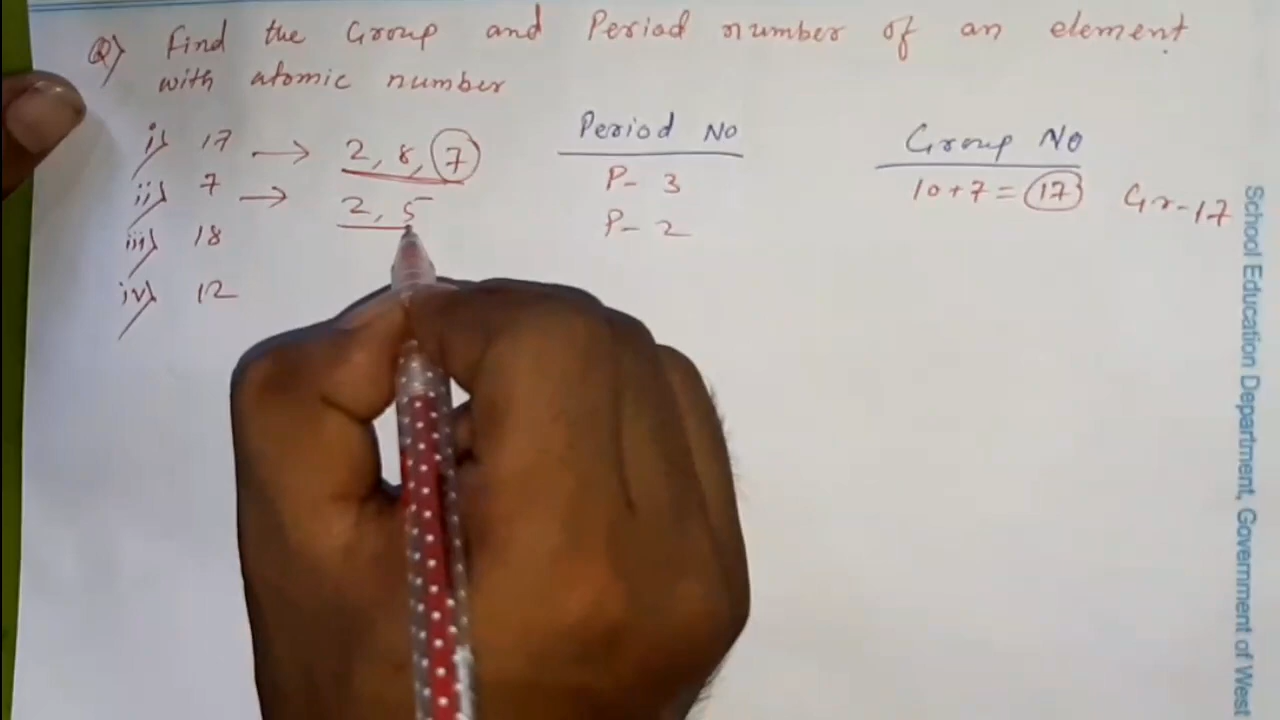 Q) Find the Group and Period number of an element
with atomic number
Period No
Group No
i) 17 → 2, 8, 7
P- 3
10+7 = 17 Gr-17
ii) 7 → 2, 5
P- 2
iii) 18
iv) 12
School Education Department, Government of West